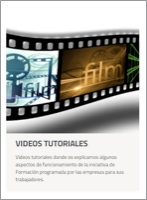 film
VIDEOS TUTORIALES
Videos tutoriales donde os explicamos algunos
aspectos de funcionamiento de la iniciativa de
Formación programada por las empresas para sus
trabajadores.